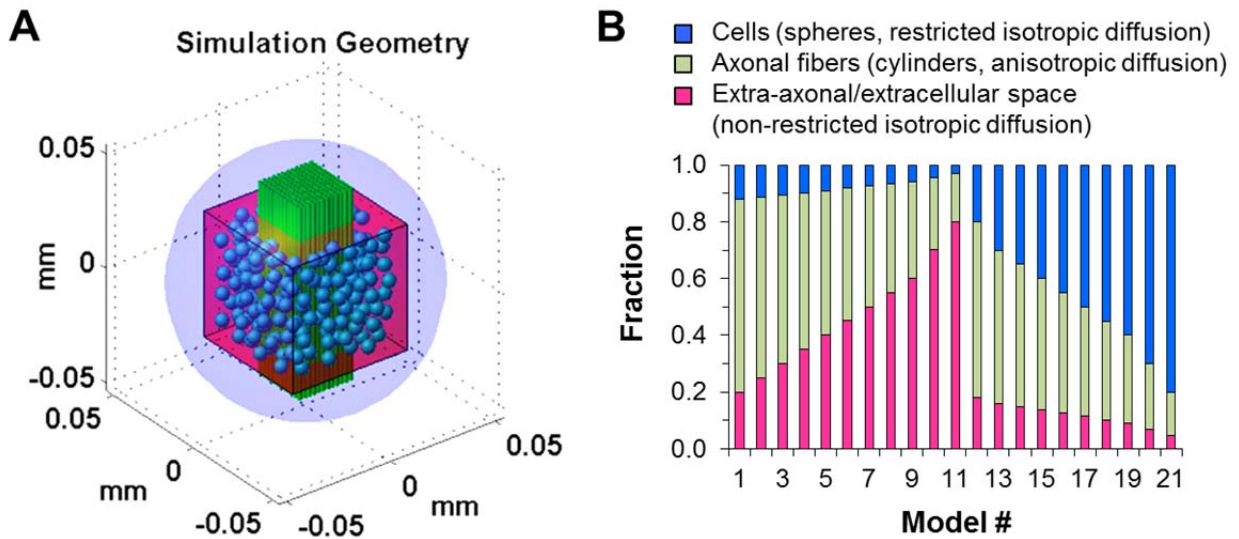 A
Simulation Geometry
0.05
mm
0
-0.05
0.05
0
mm
-0.05
-0.05
0
mm
0.05
B
Cells (spheres, restricted isotropic diffusion)
Axonal fibers (cylinders, anisotropic diffusion)
Extra-axonal/extracellular space
(non-restricted isotropic diffusion)
1.0
0.8
0.6
0.4
0.2
0.0
Fraction
1 3 5 7 9 11 13 15 17 19 21
Model #